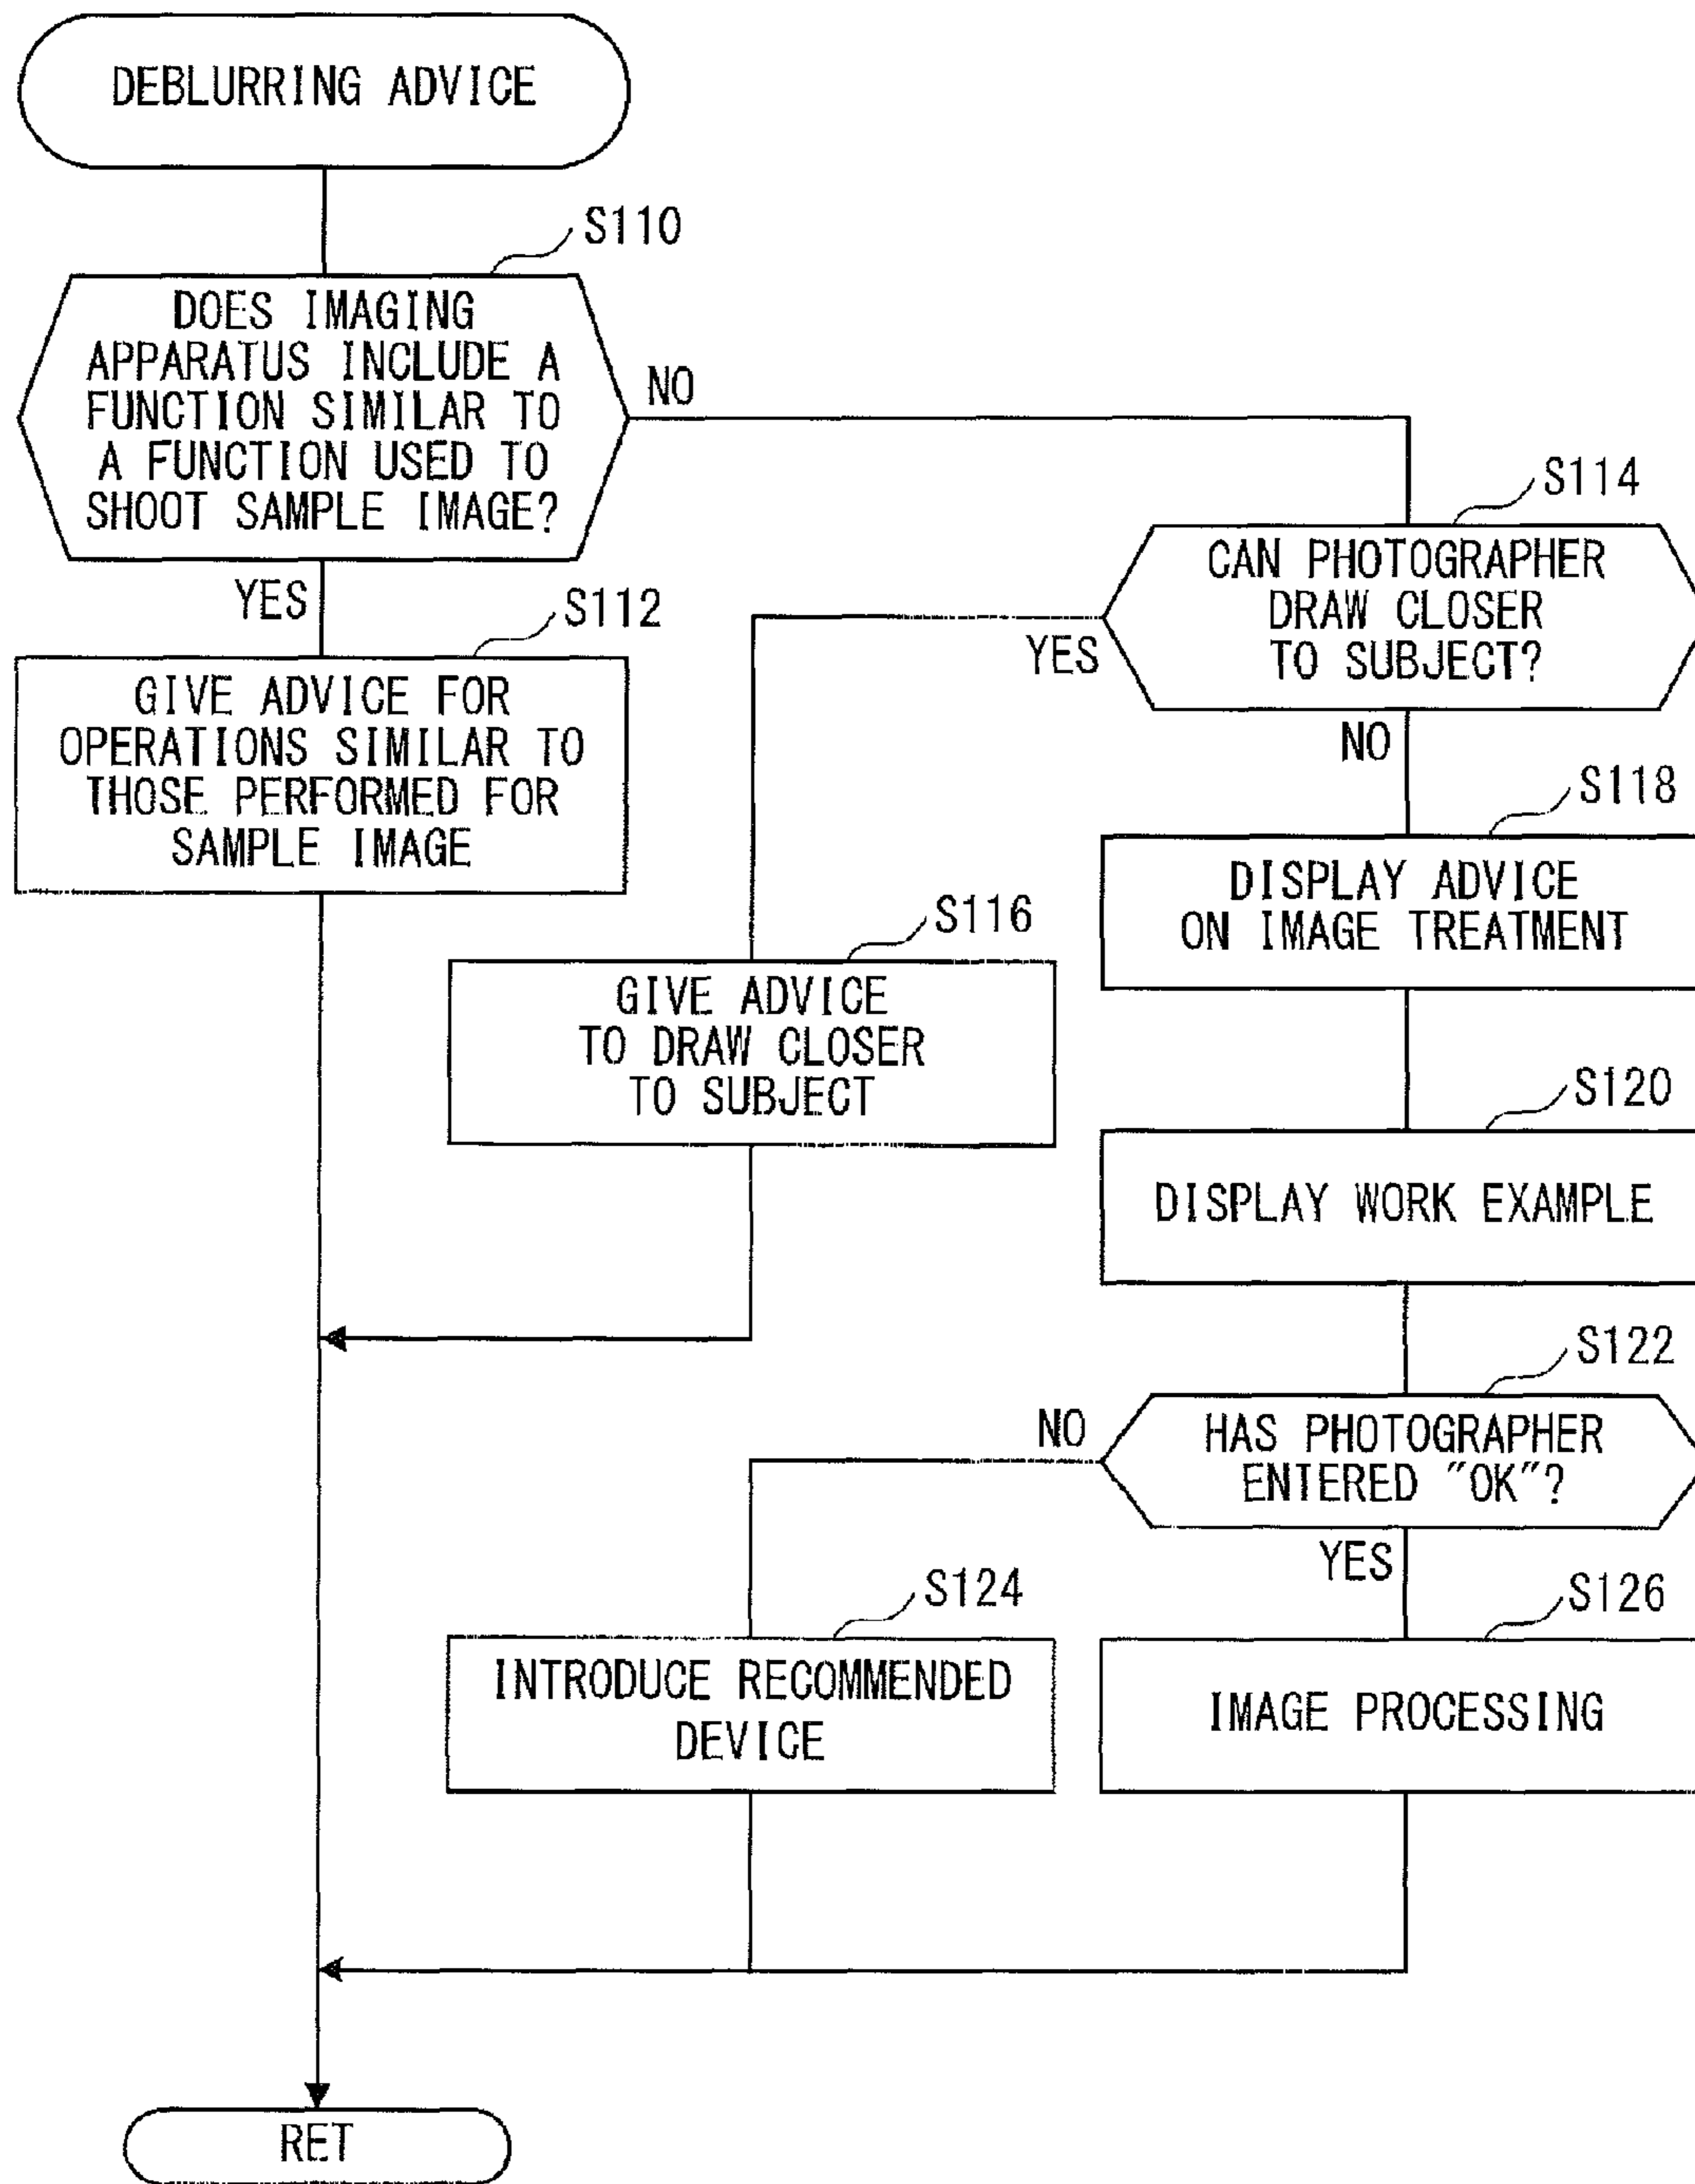 DEBLURRING ADVICE
S110
DOES IMAGING
APPARATUS INCLUDE A
FUNCTION SIMILAR TO
A FUNCTION USED TO
SHOOT SAMPLE IMAGE?
NO
YES
S112
GIVE ADVICE FOR
OPERATIONS SIMILAR TO
THOSE PERFORMED FOR
SAMPLE IMAGE
S114
CAN PHOTOGRAPHER
DRAW CLOSER
TO SUBJECT?
YES
NO
S116
GIVE ADVICE
TO DRAW CLOSER
TO SUBJECT
S118
DISPLAY ADVICE
ON IMAGE TREATMENT
S120
DISPLAY WORK EXAMPLE
S122
HAS PHOTOGRAPHER
ENTERED "OK"?
NO
YES
S124
INTRODUCE RECOMMENDED
DEVICE
S126
IMAGE PROCESSING
RET